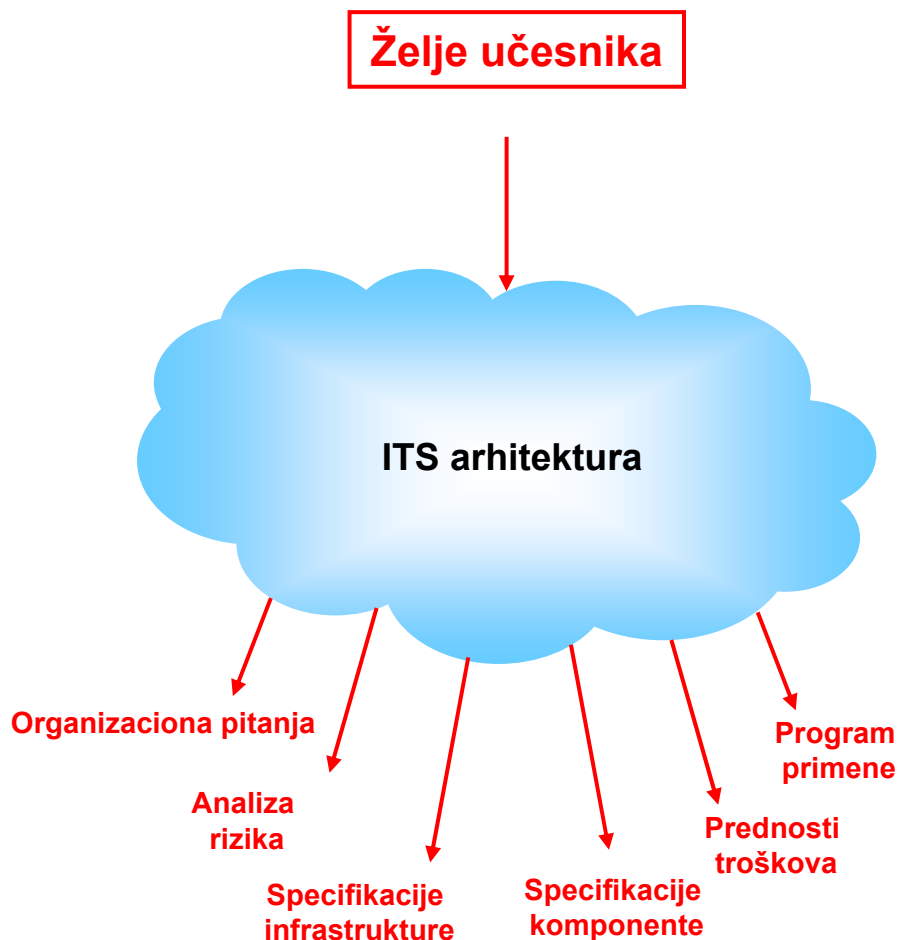 Želje učesnika
ITS arhitektura
Organizaciona pitanja
Analiza
rizika
Specifikacije
infrastrukture
Specifikacije
komponente
Prednosti
troškova
Program
primene